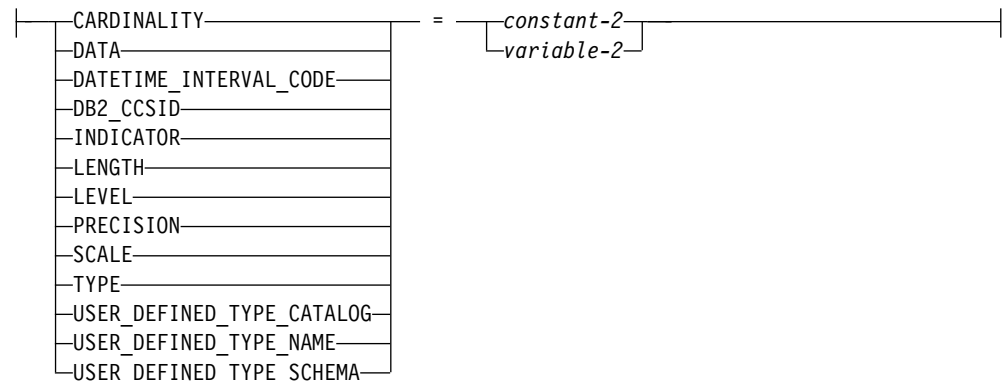 CARDINALITY = constant-2
DATA variable-2
DATETIME_INTERVAL_CODE
DB2_CCSID
INDICATOR
LENGTH
LEVEL
PRECISION
SCALE
TYPE
USER_DEFINED_TYPE_CATALOG
USER_DEFINED_TYPE_NAME
USER_DEFINED_TYPE_SCHEMA